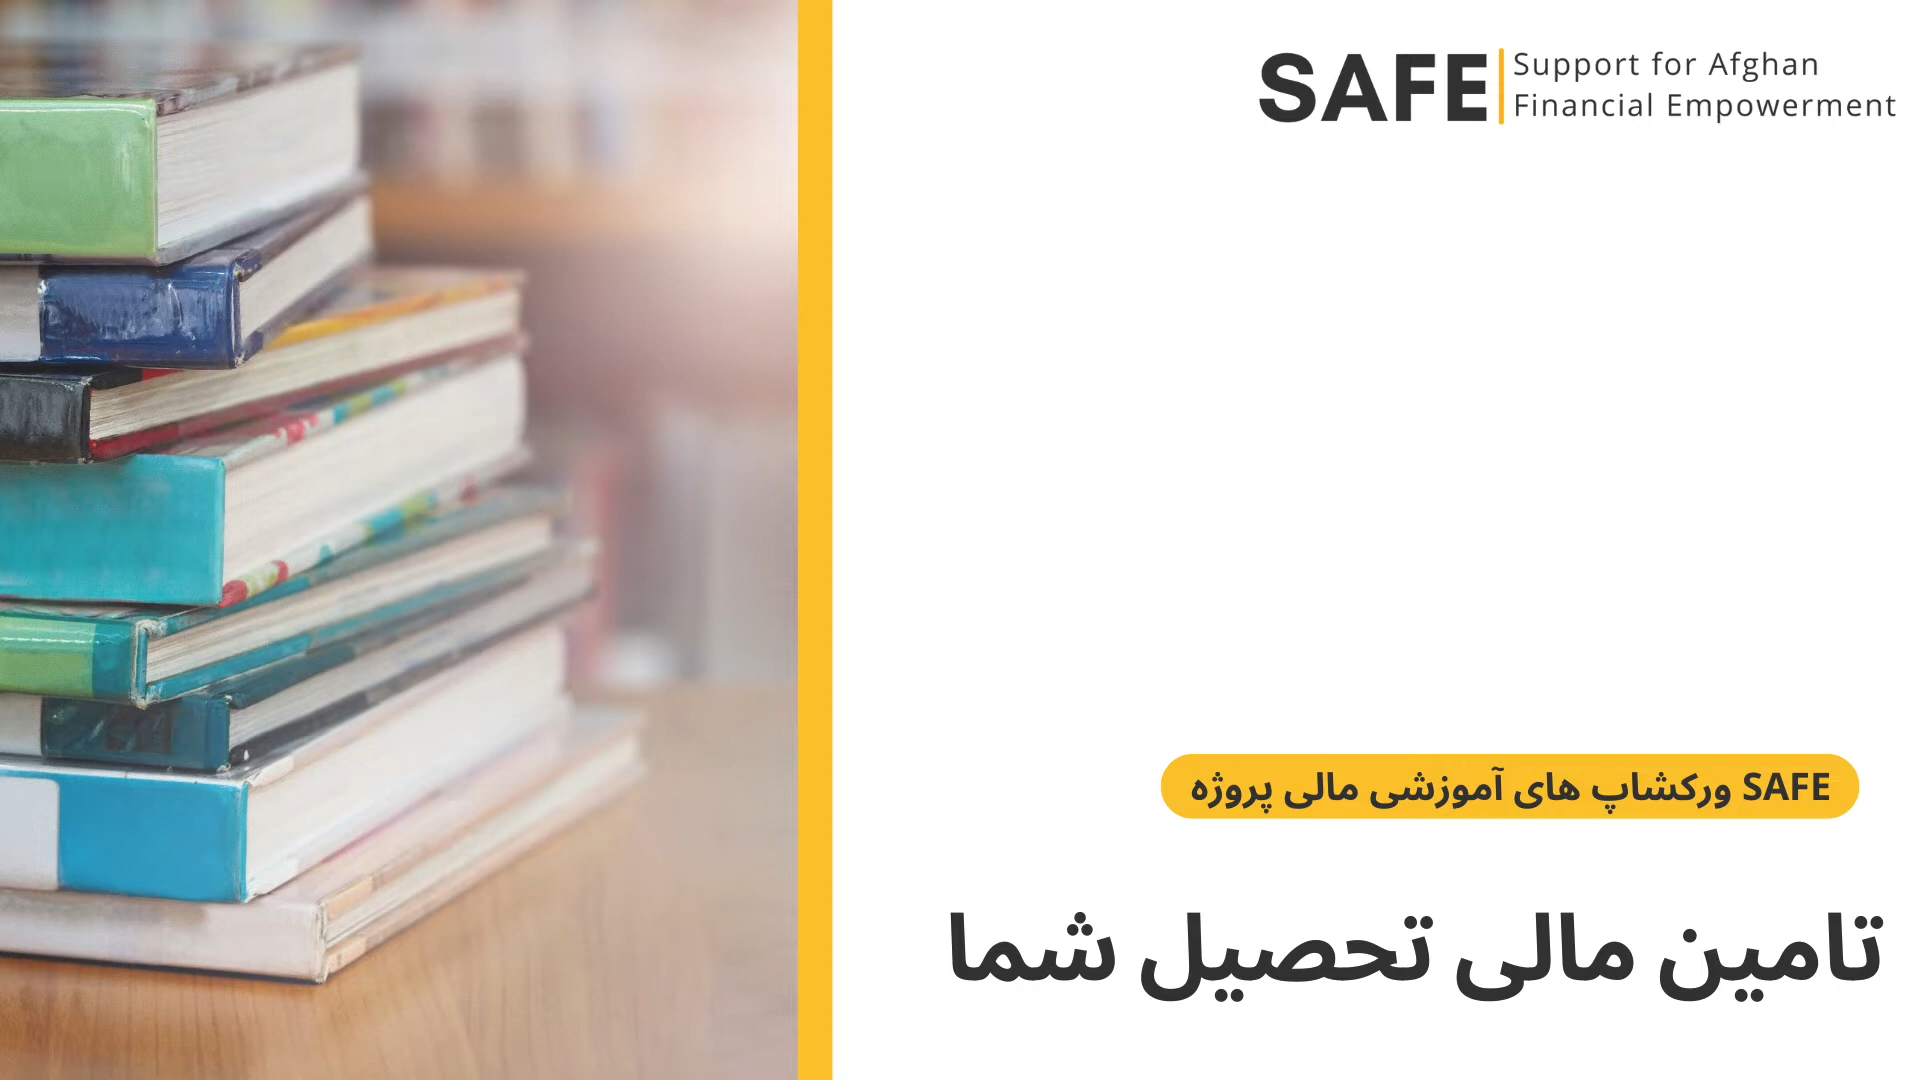 SAFE
Support for Afghan
Financial Empowerment
SAFE ورکشاپ های آموزشی مالی پروژه
تامین مالی تحصیل شما